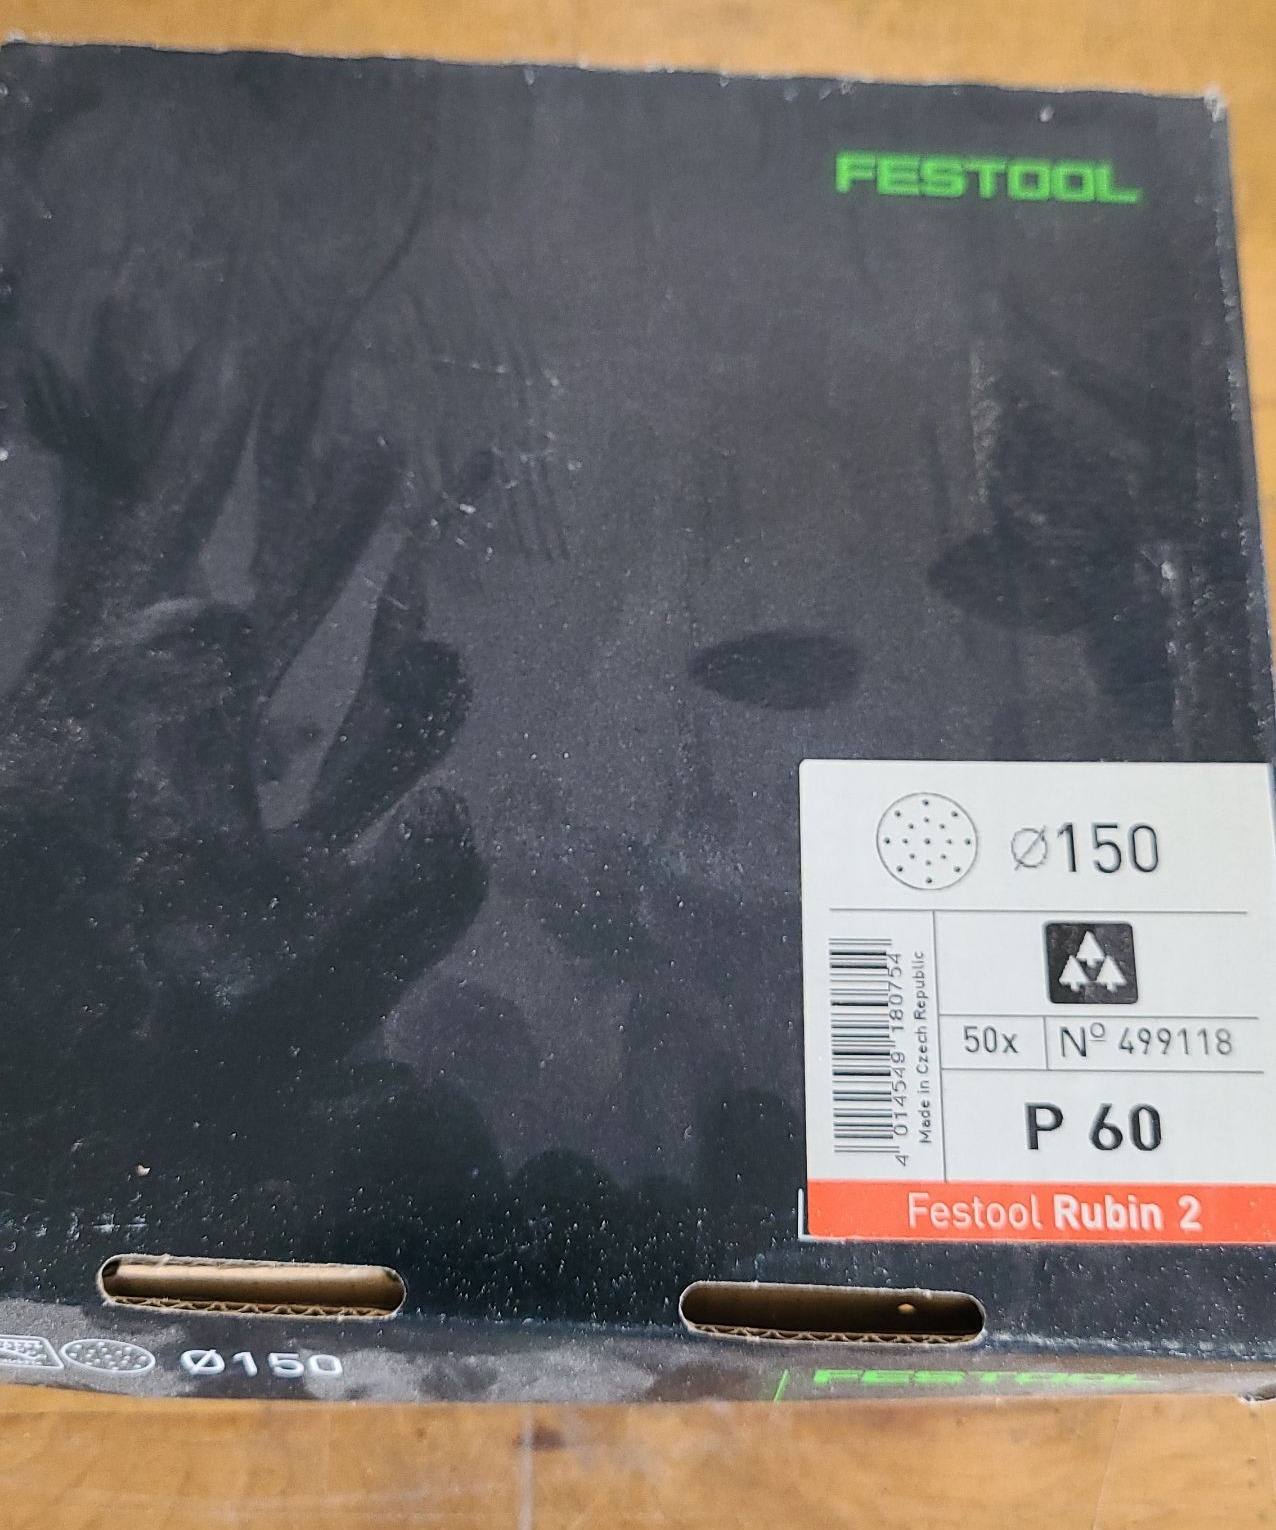 FESTOOL
Ø150
4 014549 180754
Made in Czech Republic
50x
Nº 499118
P 60
Festool Rubin 2
Ø150
FESTOOL